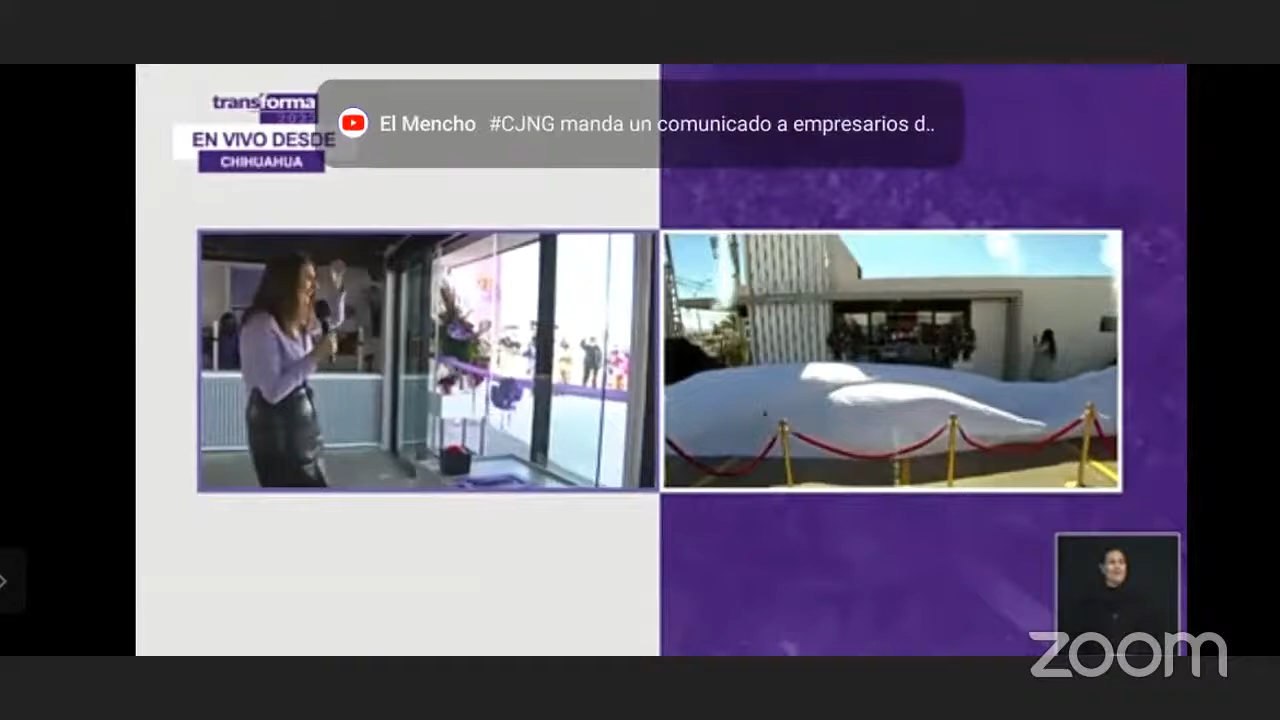 transforma
2022
EN VIVO DESDE
CHIHUAHUA
El Mencho #CJNG manda un comunicado a empresarios d..
zoom